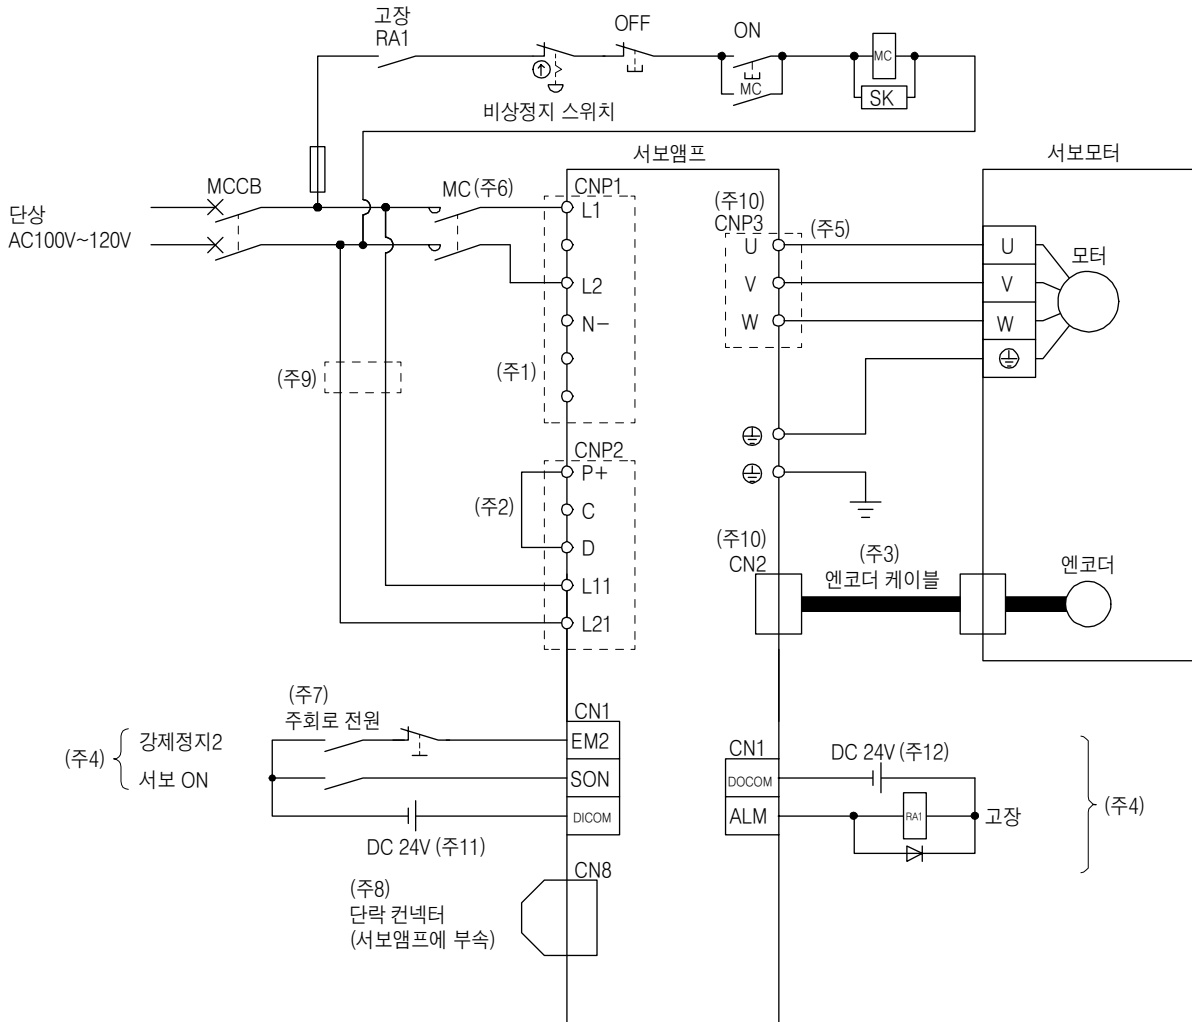 고장
RA1
OFF
ON
MC
MC
SK
비상정지 스위치
서보앰프
서보모터
MCCB
MC (주6)
단상
AC100V~120V
CNP1
L1
L2
N−
(주1)
(주9)
(주10)
CNP3
(주5)
U
V
W
U
V
W
모터
CNP2
P+
C
D
L11
L21
(주2)
(주10)
CN2
(주3)
엔코더 케이블
엔코더
(주7)
주회로 전원
(주4)
강제정지2
서보 ON
CN1
EM2
SON
DICOM
DC 24V (주11)
CN1
DOCOM
ALM
DC 24V (주12)
RA1
고장
(주4)
CN8
(주8)
단락 컨넥터
(서보앰프에 부속)